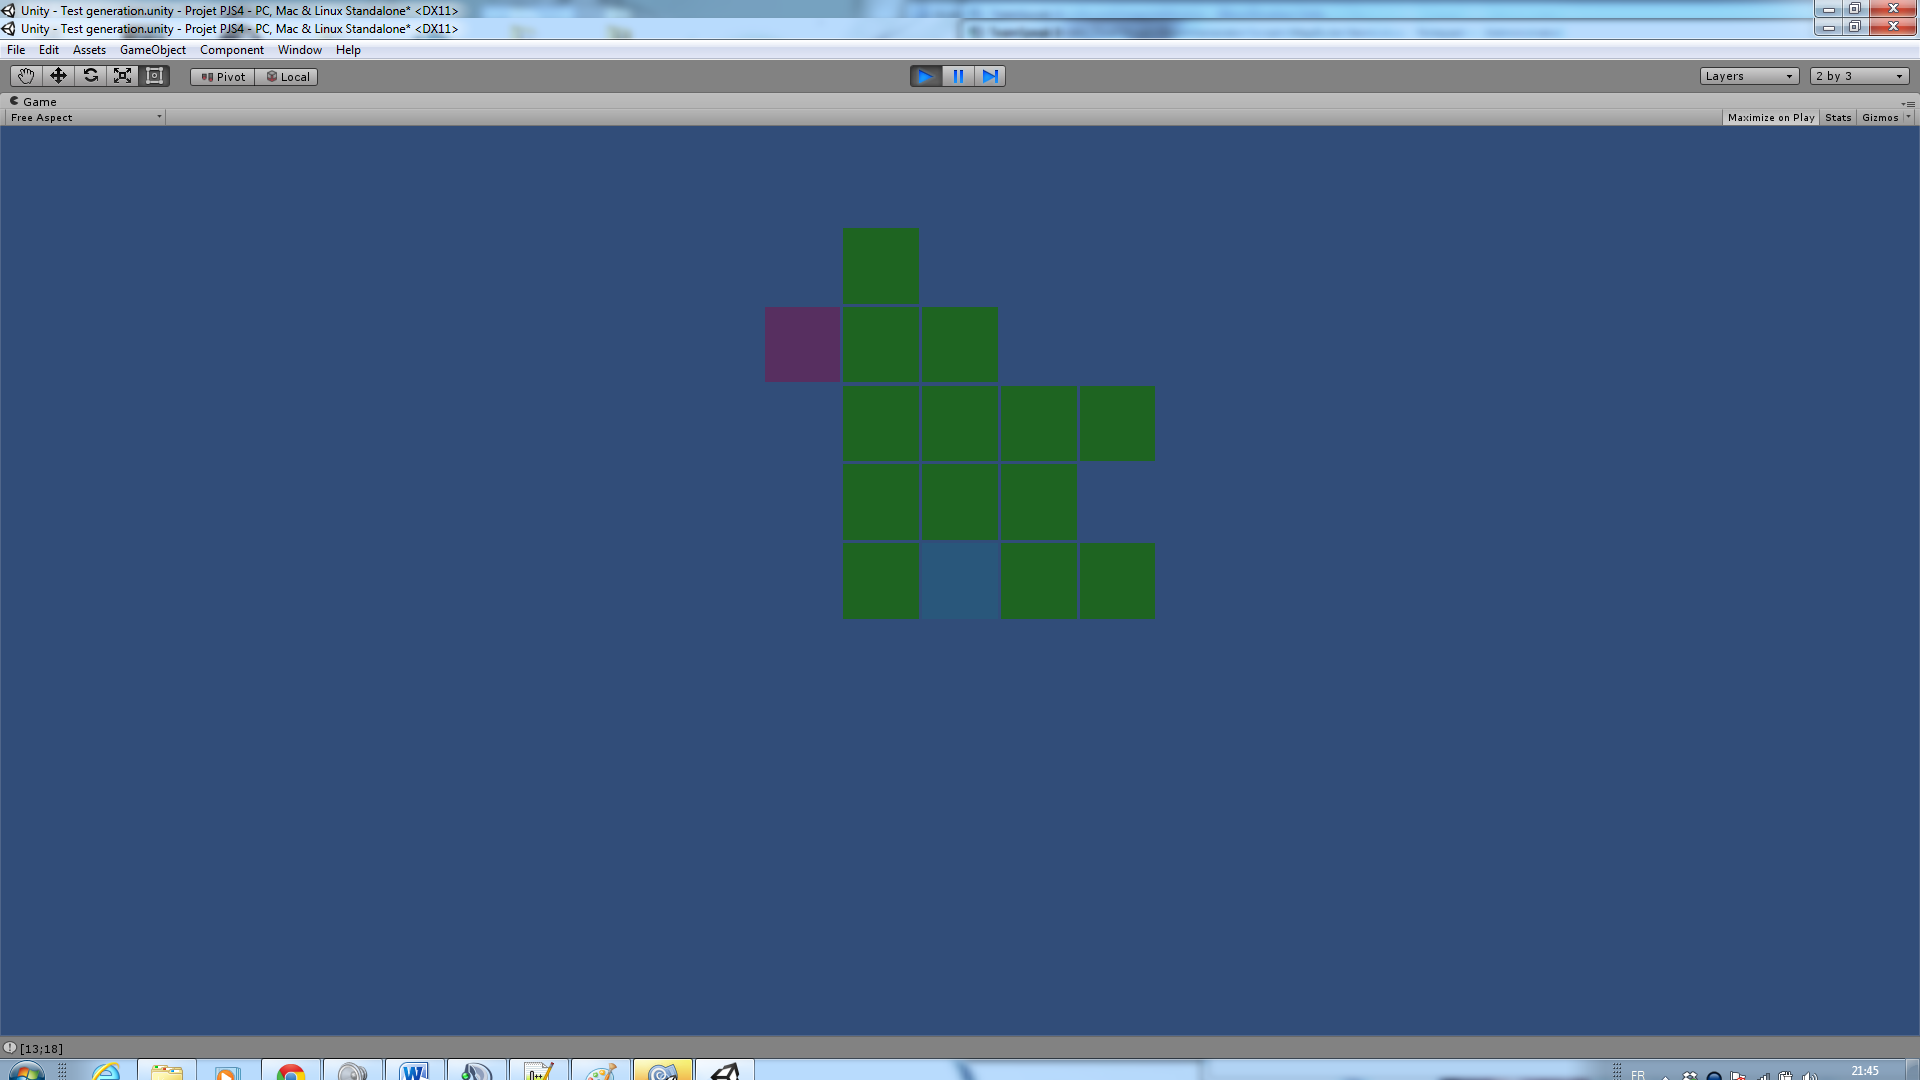 Unity - Test generation.unity - Projet PJS4 - PC, Mac & Linux Standalone* <DX11>
Unity - Test generation.unity - Projet PJS4 - PC, Mac & Linux Standalone* <DX11>
File Edit Assets GameObject Component Window Help
Pivot Local Layers 2 by 3
Game
Free Aspect Maximize on Play Stats Gizmos
[13;18]
FR 21:45